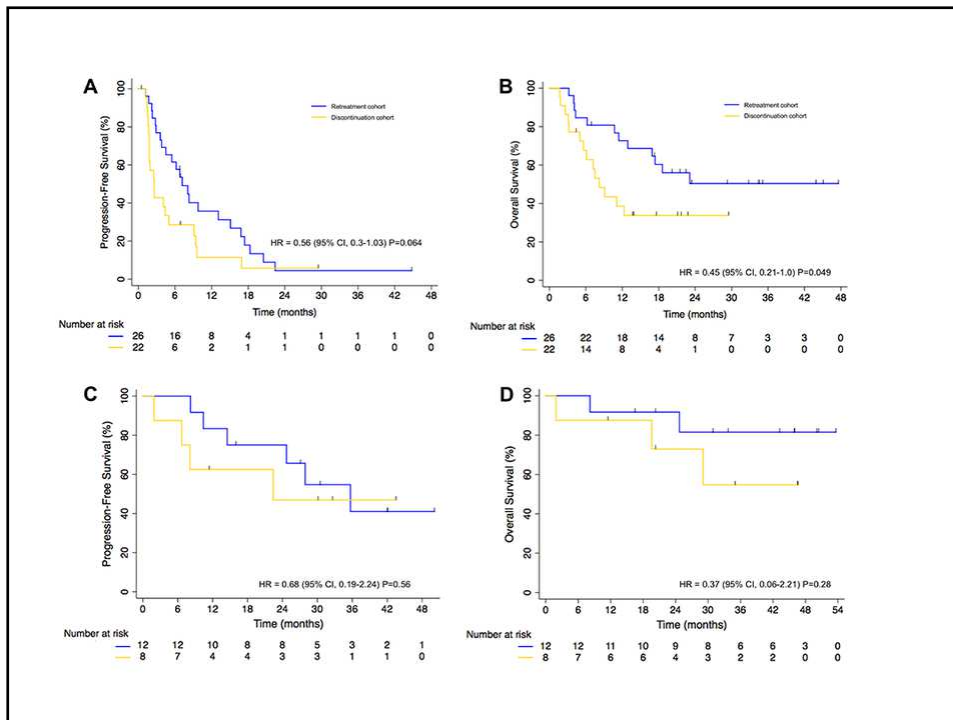 A
Progression-Free Survival (%)
100
80
60
40
20
0
Retreatment cohort
Discontinuation cohort
HR = 0.56 (95% CI, 0.3-1.03) P=0.064
0 6 12 18 24 30 36 42 48
Time (months)
Number at risk
26 16 8 4 1 1 1 1 0
22 6 2 1 1 0 0 0 0
B
Overall Survival (%)
100
80
60
40
20
0
Retreatment cohort
Discontinuation cohort
HR = 0.45 (95% CI, 0.21-1.0) P=0.049
0 6 12 18 24 30 36 42 48
Time (months)
Number at risk
26 22 18 14 8 7 3 3 0
22 14 8 4 1 0 0 0 0
C
Progression-Free Survival (%)
100
80
60
40
20
0
HR = 0.68 (95% CI, 0.19-2.24) P=0.56
0 6 12 18 24 30 36 42 48
Time (months)
Number at risk
12 12 10 8 8 5 3 2 1
8 7 4 4 3 3 1 1 0
D
Overall Survival (%)
100
80
60
40
20
0
HR = 0.37 (95% CI, 0.06-2.21) P=0.28
0 6 12 18 24 30 36 42 48 54
Time (months)
Number at risk
12 12 11 10 9 8 6 6 3 0
8 7 6 6 4 3 2 2 0 0